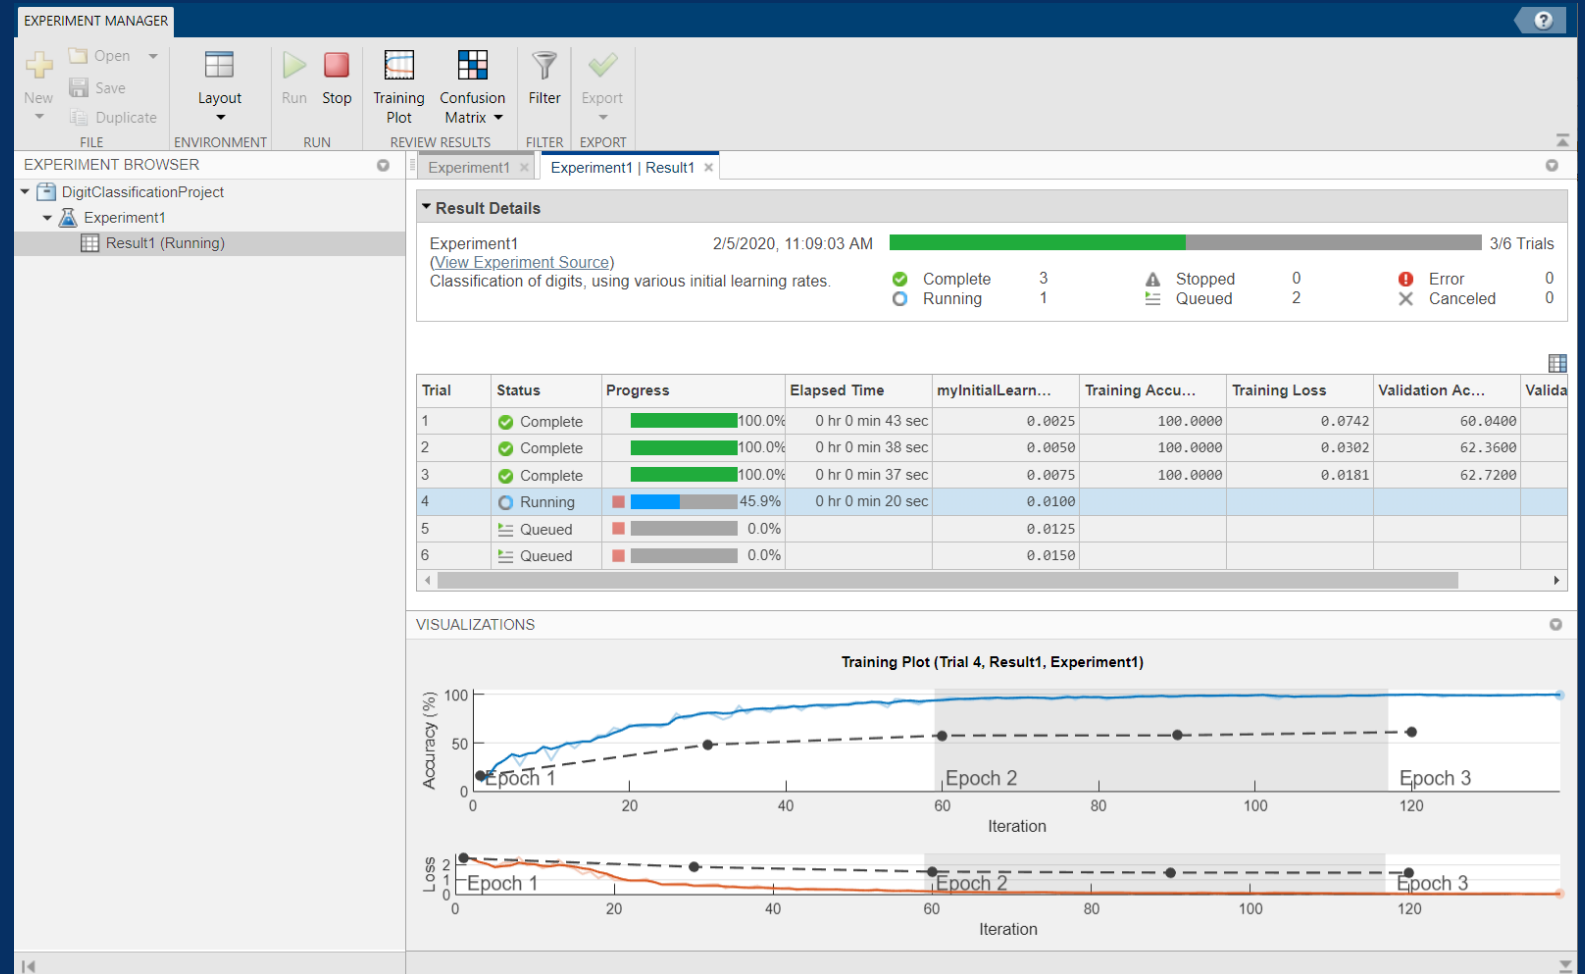 EXPERIMENT MANAGER
?
New
Open
Save
Duplicate
FILE
Layout
ENVIRONMENT
Run
Stop
RUN
Training
Plot
Confusion
Matrix
REVIEW RESULTS
Filter
FILTER
Export
EXPORT
EXPERIMENT BROWSER
DigitClassificationProject
Experiment1
Result1 (Running)
Experiment1 ×
Experiment1 | Result1 ×
Result Details
Experiment1 2/5/2020, 11:09:03 AM 3/6 Trials
(View Experiment Source)
Classification of digits, using various initial learning rates.
Complete 3 Stopped 0 Error 0
Running 1 Queued 2 Canceled 0
Trial Status Progress Elapsed Time myInitialLearn... Training Accu... Training Loss Validation Ac... Valida
1 Complete 100.0% 0 hr 0 min 43 sec 0.0025 100.0000 0.0742 60.0400
2 Complete 100.0% 0 hr 0 min 38 sec 0.0050 100.0000 0.0302 62.3600
3 Complete 100.0% 0 hr 0 min 37 sec 0.0075 100.0000 0.0181 62.7200
4 Running 45.9% 0 hr 0 min 20 sec 0.0100
5 Queued 0.0% 0.0125
6 Queued 0.0% 0.0150
VISUALIZATIONS
Training Plot (Trial 4, Result1, Experiment1)
Accuracy (%)
100
50
0
Epoch 1 Epoch 2 Epoch 3
0 20 40 60 80 100 120
Iteration
Loss
2
1
0
Epoch 1 Epoch 2 Epoch 3
0 20 40 60 80 100 120
Iteration